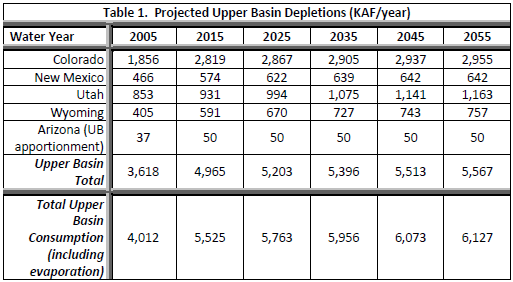 Table 1.  Projected Upper Basin Depletions (KAF/year)
Water Year 2005 2015 2025 2035 2045 2055
Colorado 1,856 2,819 2,867 2,905 2,937 2,955
New Mexico 466 574 622 639 642 642
Utah 853 931 994 1,075 1,141 1,163
Wyoming 405 591 670 727 743 757
Arizona (UB
apportionment) 37 50 50 50 50 50
Upper Basin
Total 3,618 4,965 5,203 5,396 5,513 5,567
Total Upper
Basin
Consumption
(including
evaporation) 4,012 5,525 5,763 5,956 6,073 6,127